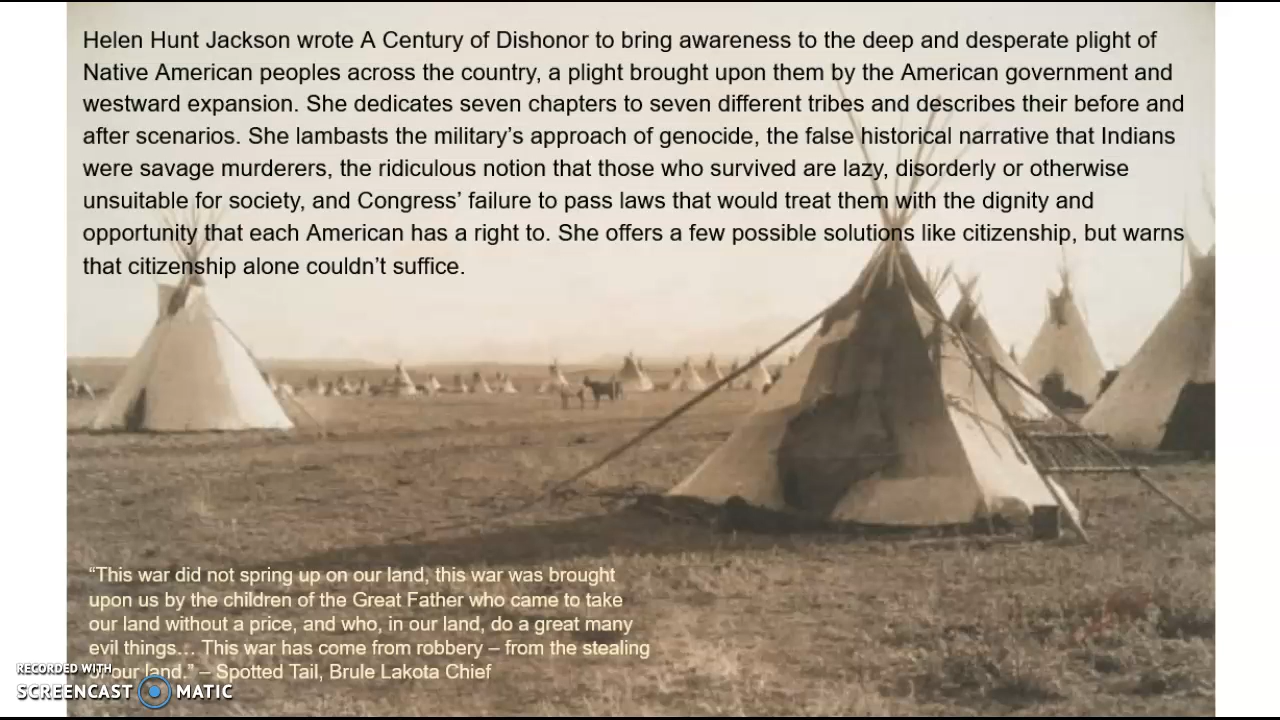 Helen Hunt Jackson wrote A Century of Dishonor to bring awareness to the deep and desperate plight of
Native American peoples across the country, a plight brought upon them by the American government and
westward expansion. She dedicates seven chapters to seven different tribes and describes their before and
after scenarios. She lambasts the military’s approach of genocide, the false historical narrative that Indians
were savage murderers, the ridiculous notion that those who survived are lazy, disorderly or otherwise
unsuitable for society, and Congress’ failure to pass laws that would treat them with the dignity and
opportunity that each American has a right to. She offers a few possible solutions like citizenship, but warns
that citizenship alone couldn’t suffice.
“This war did not spring up on our land, this war was brought
upon us by the children of the Great Father who came to take
our land without a price, and who, in our land, do a great many
evil things… This war has come from robbery – from the stealing
of our land.” – Spotted Tail, Brule Lakota Chief
RECORDED WITH
SCREENCAST MATIC